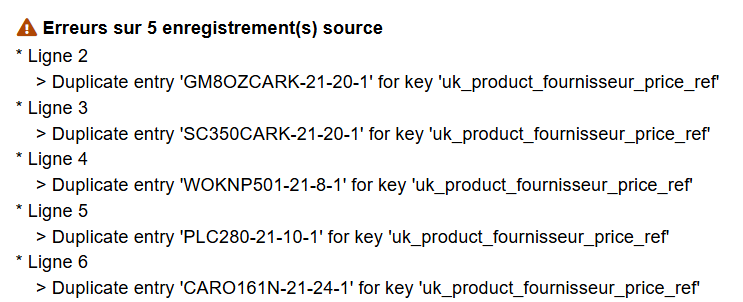 Erreurs sur 5 enregistrement(s) source
* Ligne 2
> Duplicate entry 'GM8OZCARK-21-20-1' for key 'uk_product_fournisseur_price_ref'
* Ligne 3
> Duplicate entry 'SC350CARK-21-20-1' for key 'uk_product_fournisseur_price_ref'
* Ligne 4
> Duplicate entry 'WOKNP501-21-8-1' for key 'uk_product_fournisseur_price_ref'
* Ligne 5
> Duplicate entry 'PLC280-21-10-1' for key 'uk_product_fournisseur_price_ref'
* Ligne 6
> Duplicate entry 'CARO161N-21-24-1' for key 'uk_product_fournisseur_price_ref'